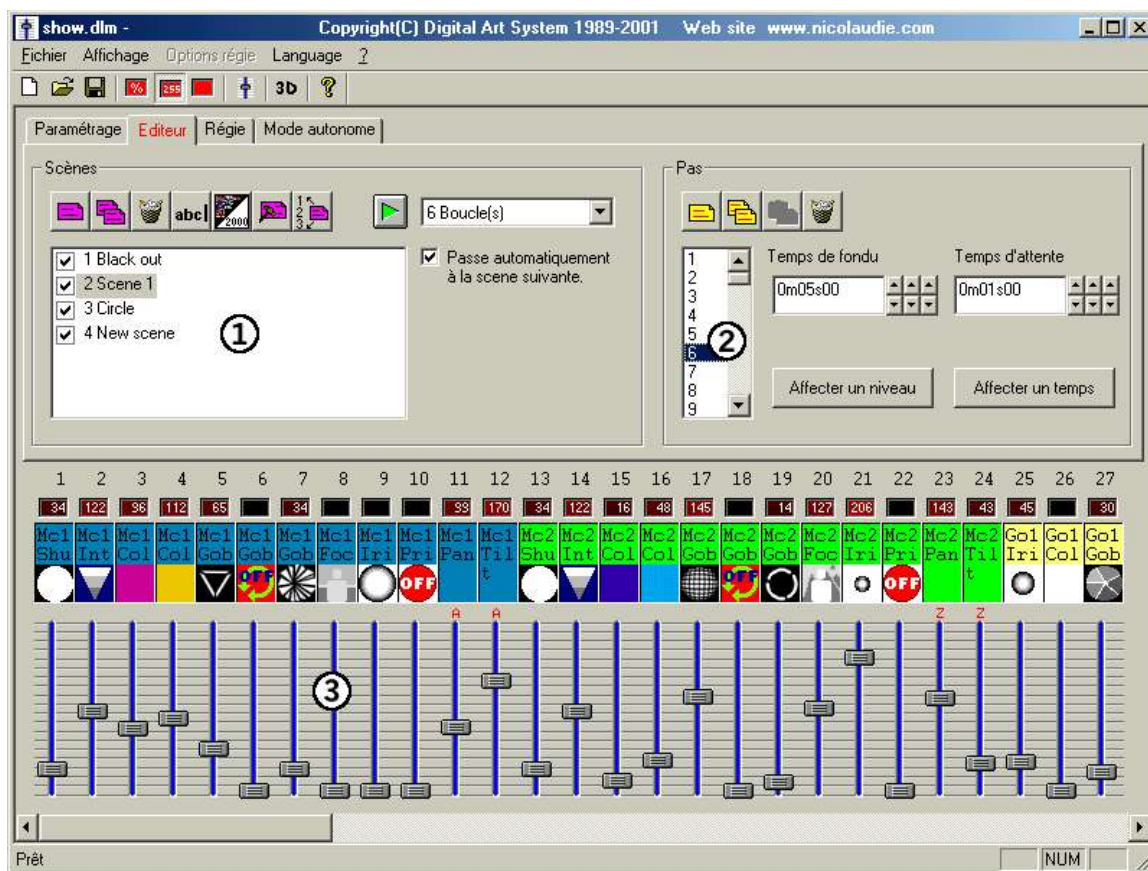 show.dlm - Copyright(C) Digital Art System 1989-2001 Web site www.nicolaudie.com
Fichier Affichage Options régie Language ?
% 255 3D ?
Paramétrage Editeur Régie Mode autonome
Scènes
abc 2000 1 2 3
6 Boucle(s)
1 Black out
2 Scene 1
3 Circle
4 New scene
①
Passe automatiquement
à la scene suivante.
Pas
1
2
3
4
5
6
7
8
9
②
Temps de fondu
0m05s00
Temps d'attente
0m01s00
Affecter un niveau
Affecter un temps
1 2 3 4 5 6 7 8 9 10 11 12 13 14 15 16 17 18 19 20 21 22 23 24 25 26 27
34 122 96 112 65 34 99 170 34 122 16 48 145 14 127 206 143 43 45 30
Mc1 Mc1 Mc1 Mc1 Mc1 Mc1 Mc1 Mc1 Mc1 Mc1 Mc1 Mc1 Mc2 Mc2 Mc2 Mc2 Mc2 Mc2 Mc2 Mc2 Mc2 Mc2 Mc2 Mc2 Go1 Go1 Go1
Shu Int Col Col Gob Gob Gob Foc Iri Pri Pan Til Shu Int Col Col Gob Gob Gob Foc Iri Pri Pan Til Iri Col Gob
t t
OFF OFF OFF OFF
A A Z Z
③
Prêt NUM